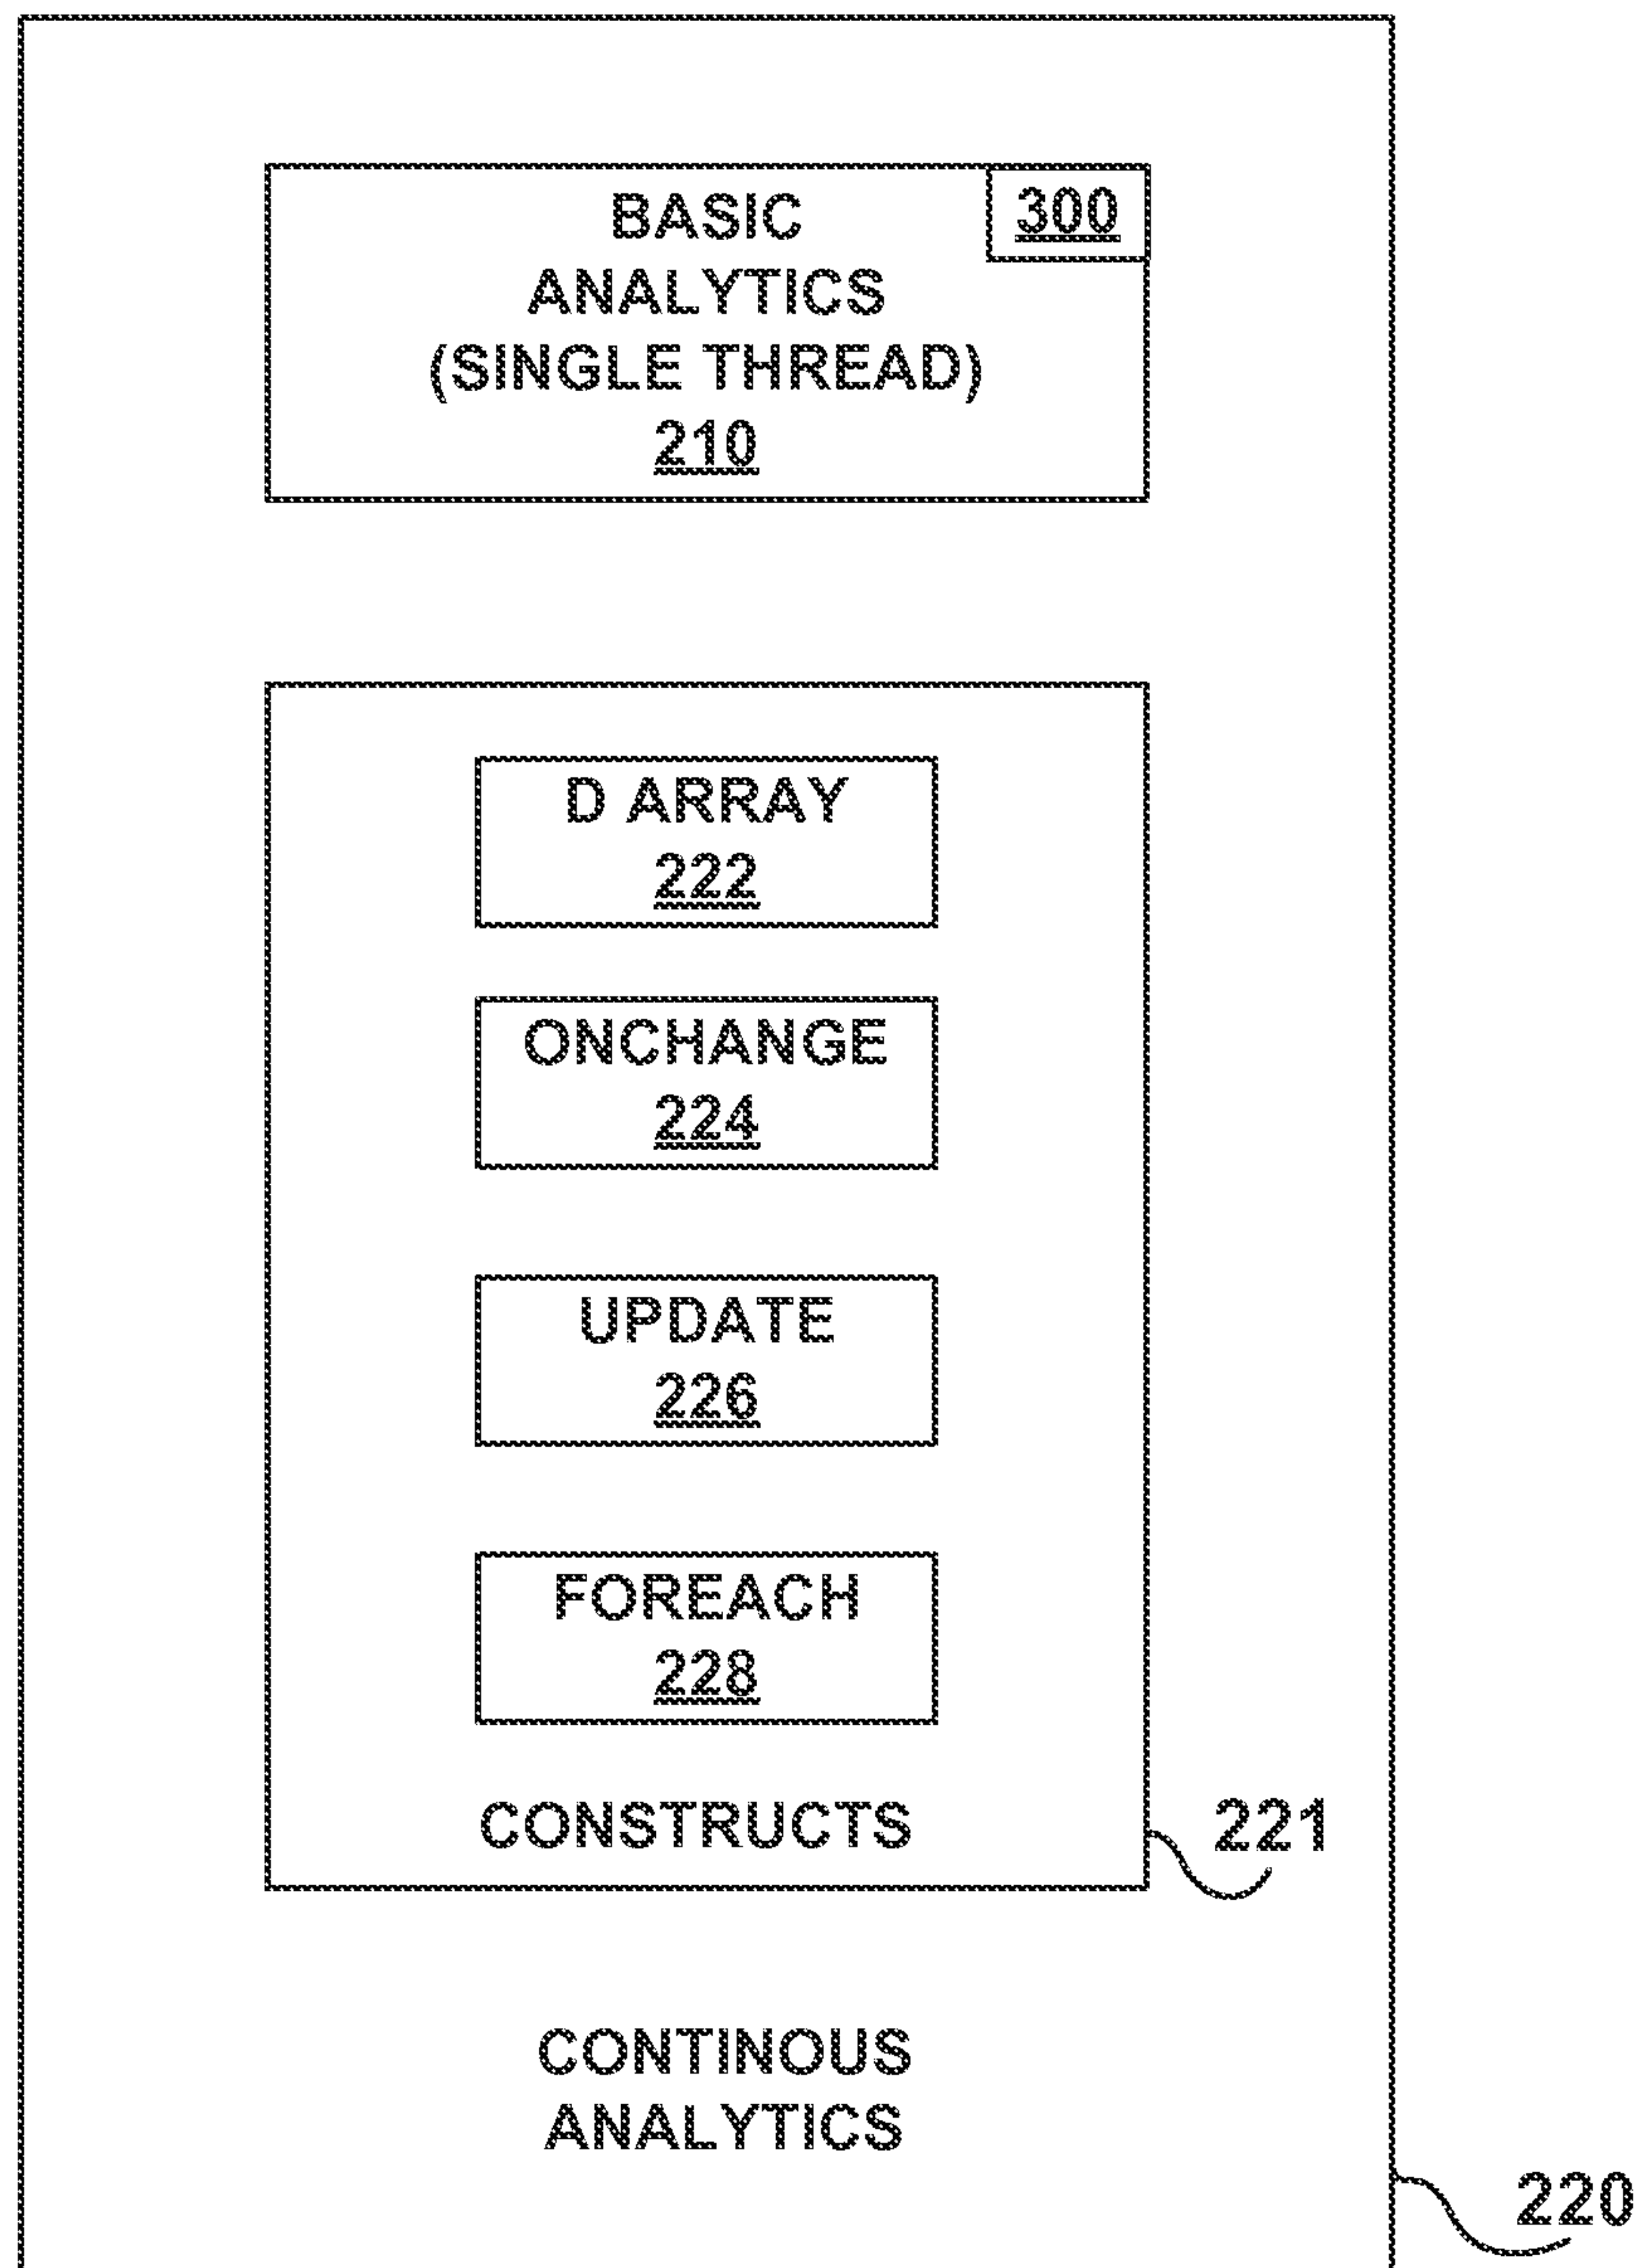 BASIC
300
ANALYTICS
(SINGLE THREAD)
210
D ARRAY
222
ONCHANGE
224
UPDATE
226
FOREACH
228
CONSTRUCTS
221
CONTINOUS
ANALYTICS
220